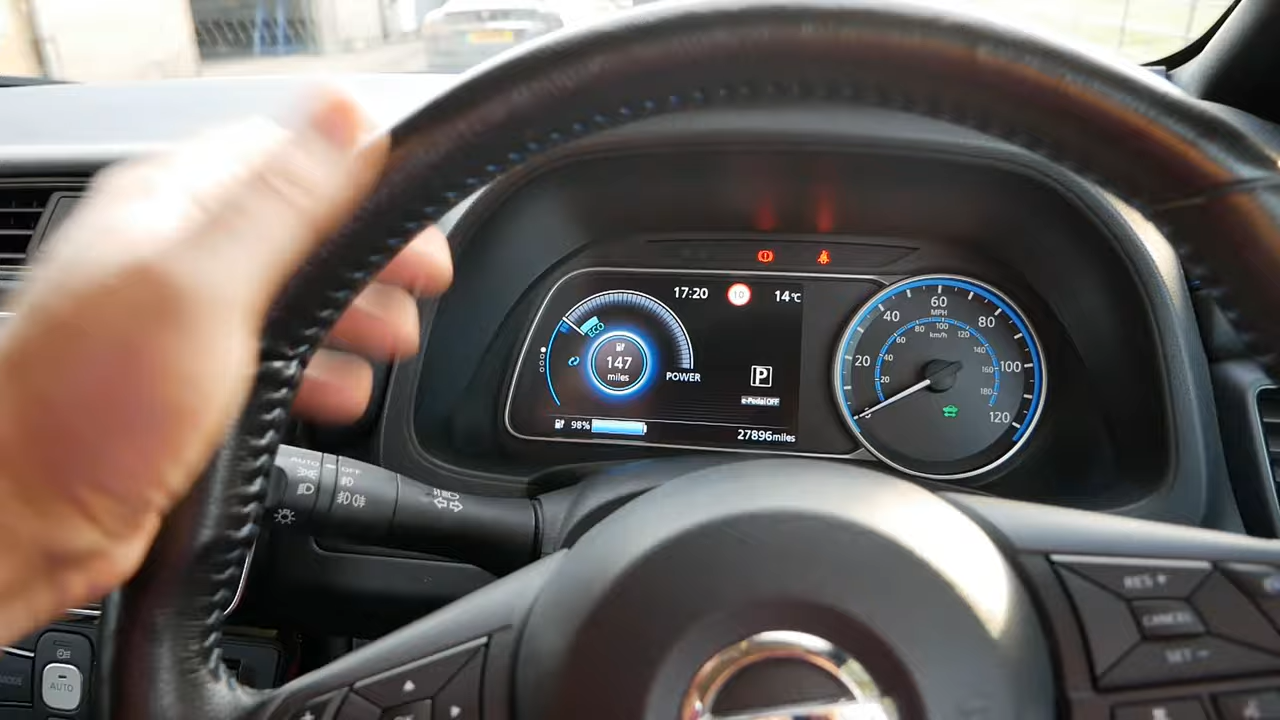 17:20
10
14°C
ECO
147
miles
POWER
P
e-Pedal OFF
98%
27896miles
20
40
60
80
100
120
MPH
20
40
60
80
100
120
140
160
180
km/h
AUTO
OFF
RES +
CANCEL
SET −
MODE
AUTO